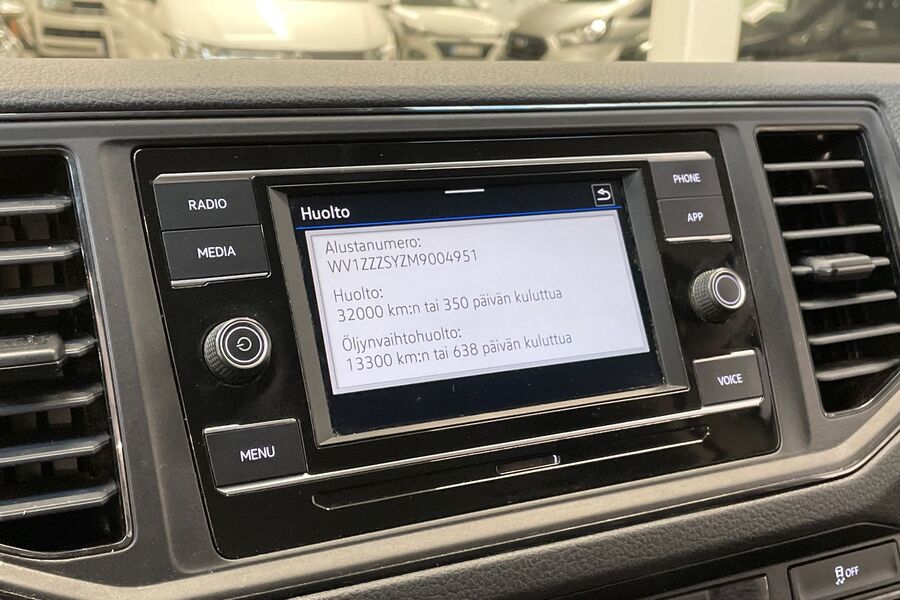 RADIO
MEDIA
MENU
Huolto
Alustanumero:
WV1ZZZSYZM9004951
Huolto:
32000 km:n tai 350 päivän kuluttua
Öljynvaihtohuolto:
13300 km:n tai 638 päivän kuluttua
PHONE
APP
VOICE
OFF